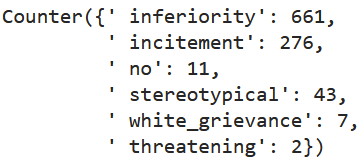 Counter({' inferiority': 661,
' incitement': 276,
' no': 11,
' stereotypical': 43,
' white_grievance': 7,
' threatening': 2})